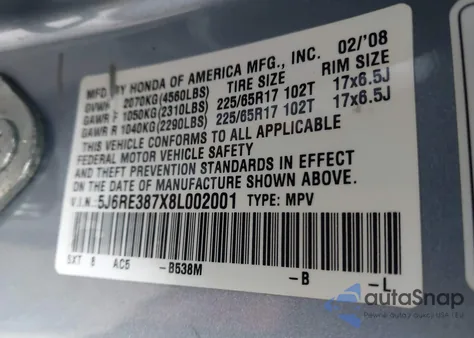 MFD. BY HONDA OF AMERICA MFG., INC. 02/'08
GVWR 2070KG(4560LBS) TIRE SIZE RIM SIZE
GAWR F 1050KG(2310LBS) 225/65R17 102T 17x6.5J
GAWR R 1040KG(2290LBS) 225/65R17 102T 17x6.5J
THIS VEHICLE CONFORMS TO ALL APPLICABLE
FEDERAL MOTOR VEHICLE SAFETY
AND THEFT PREVENTION STANDARDS IN EFFECT
ON THE DATE OF MANUFACTURE SHOWN ABOVE.
V.I.N. 5J6RE387X8L002001 TYPE: MPV
SXT 8 AC5 -B538M -B -L
autoSnap